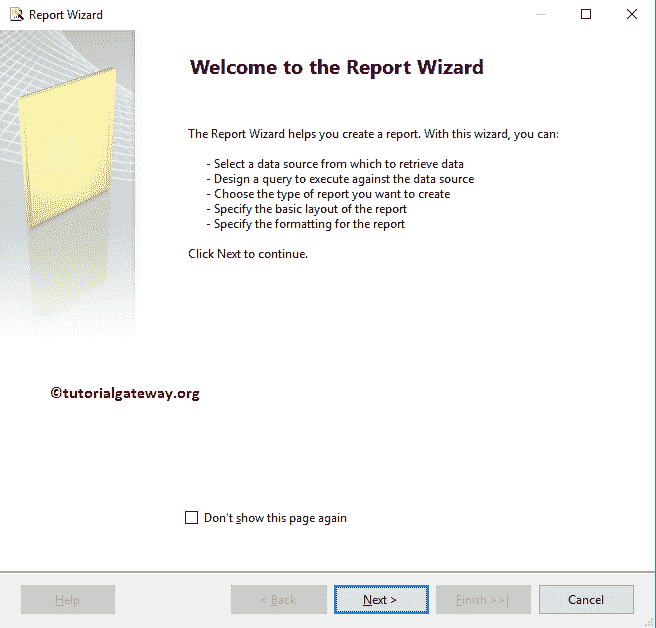 Report Wizard
Welcome to the Report Wizard
The Report Wizard helps you create a report. With this wizard, you can:
- Select a data source from which to retrieve data
- Design a query to execute against the data source
- Choose the type of report you want to create
- Specify the basic layout of the report
- Specify the formatting for the report
Click Next to continue.
©tutorialgateway.org
Don't show this page again
Help
< Back
Next >
Finish >>|
Cancel